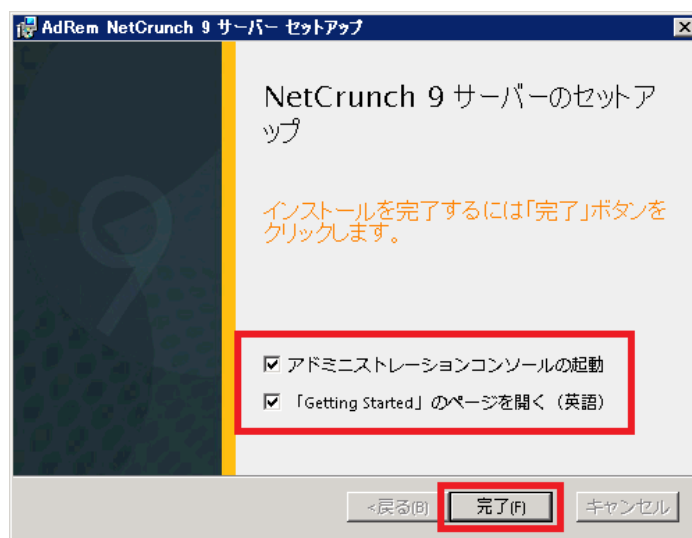 AdRem NetCrunch 9 サーバー セットアップ
NetCrunch 9 サーバーのセットア
ップ
インストールを完了するには「完了」ボタンを
クリックします。
アドミニストレーションコンソールの起動
「Getting Started」のページを開く（英語）
<戻る(B)
完了(F)
キャンセル
9